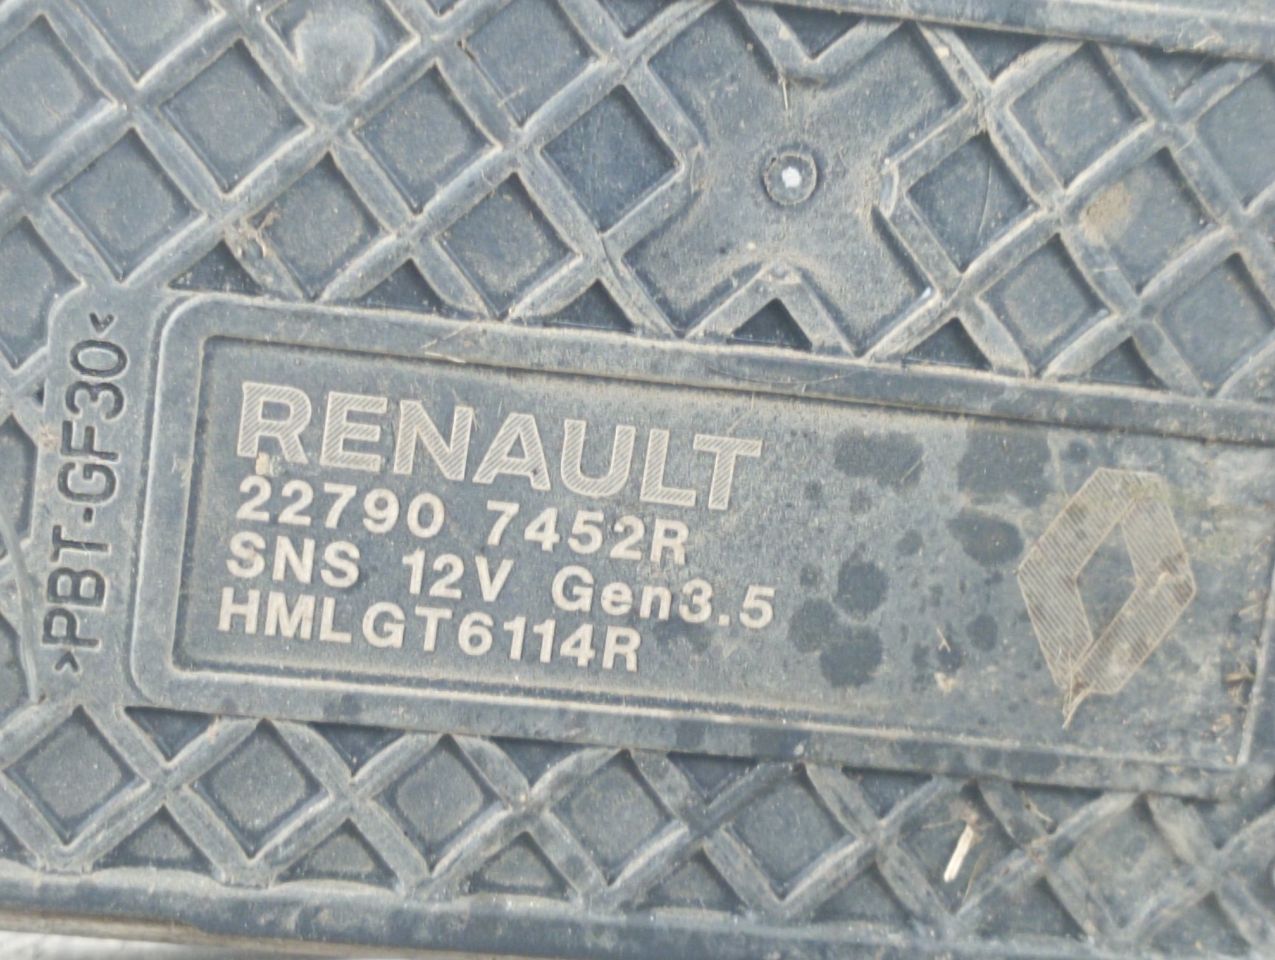 >PBT-GF30<
RENAULT
22790 7452R
SNS 12V Gen3.5
HMLGT6114R